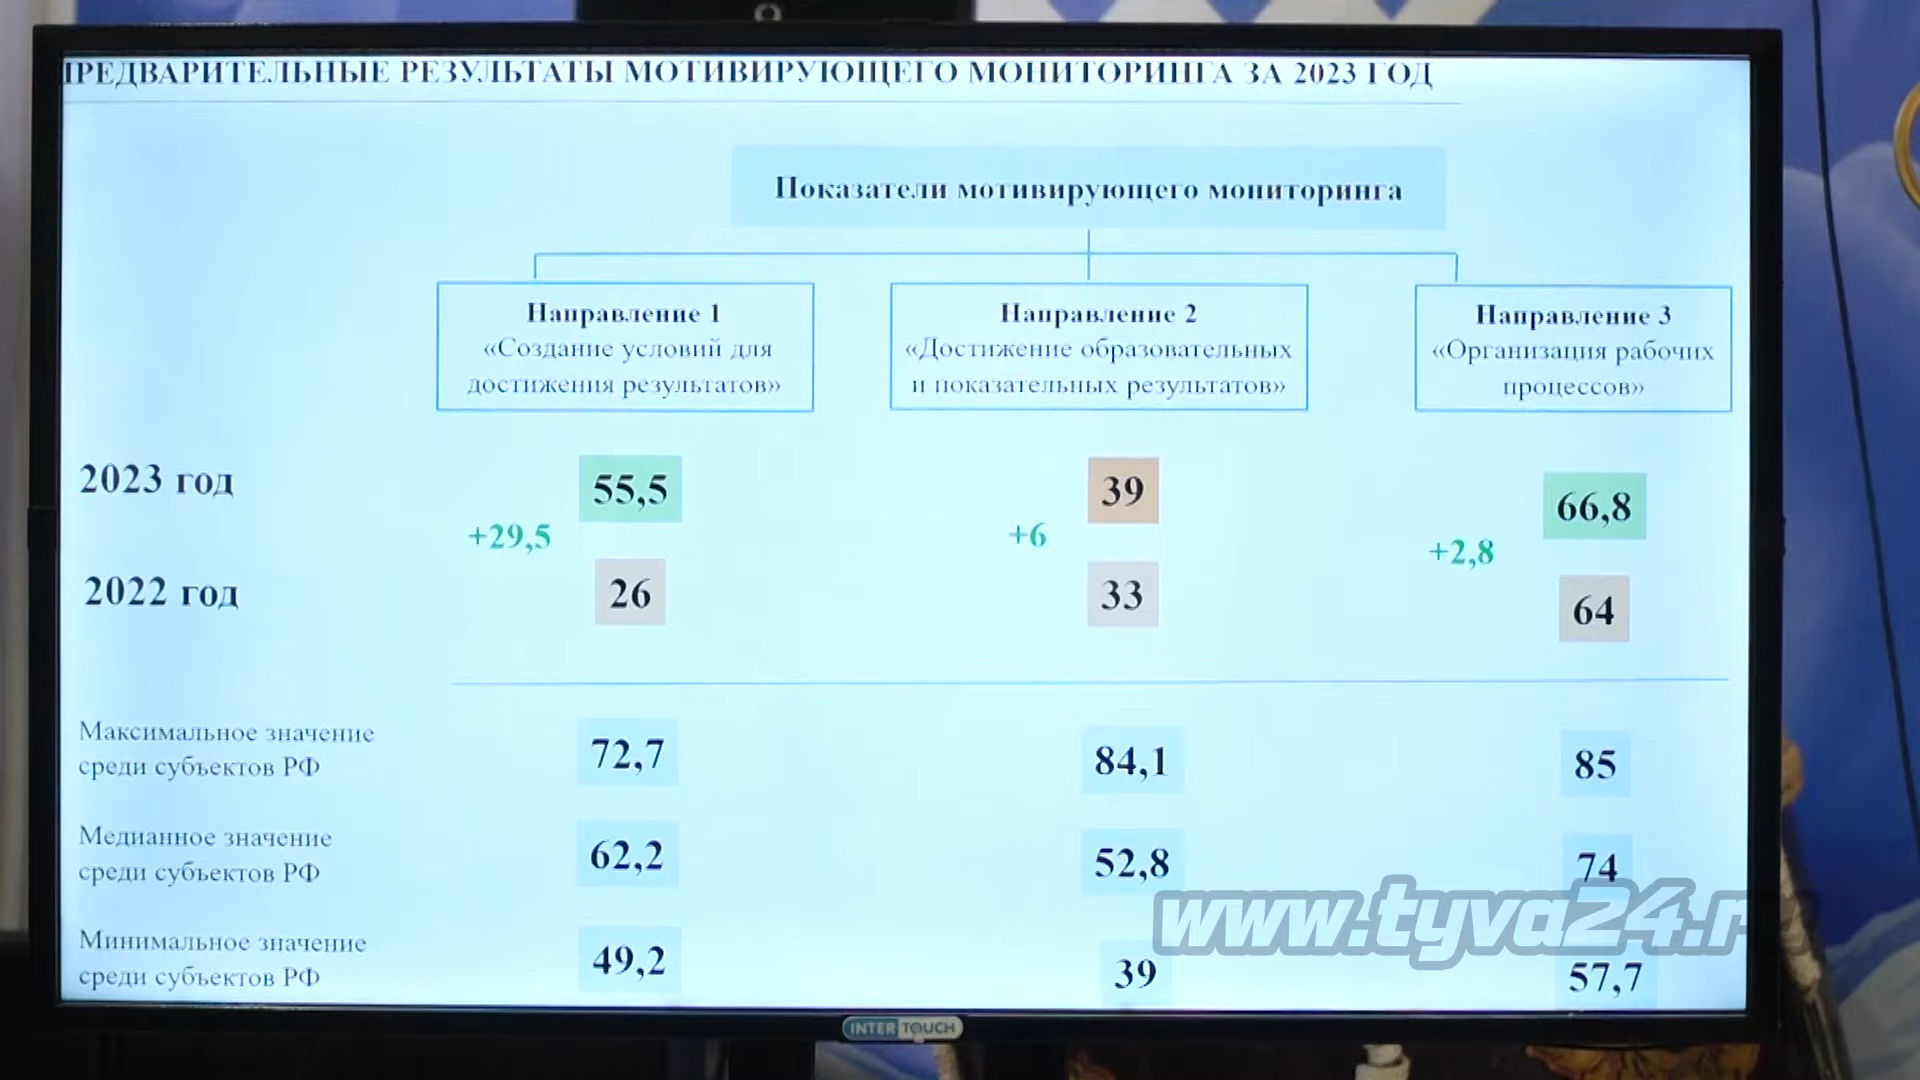 ПРЕДВАРИТЕЛЬНЫЕ РЕЗУЛЬТАТЫ МОТИВИРУЮЩЕГО МОНИТОРИНГА ЗА 2023 ГОД
Показатели мотивирующего мониторинга
Направление 1
«Создание условий для
достижения результатов»
Направление 2
«Достижение образовательных
и показательных результатов»
Направление 3
«Организация рабочих
процессов»
2023 год
55,5
39
66,8
+29,5
+6
+2,8
2022 год
26
33
64
Максимальное значение
среди субъектов РФ
72,7
84,1
85
Медианное значение
среди субъектов РФ
62,2
52,8
74
Минимальное значение
среди субъектов РФ
49,2
39
57,7
www.tyva24.r
INTERTOUCH